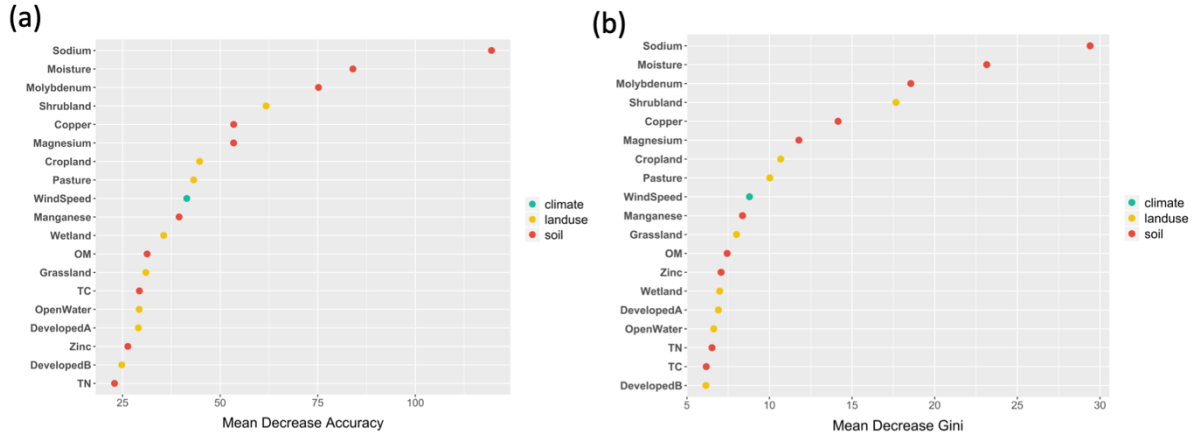 (a)
Sodium
Moisture
Molybdenum
Shrubland
Copper
Magnesium
Cropland
Pasture
WindSpeed
Manganese
Wetland
OM
Grassland
TC
OpenWater
DevelopedA
Zinc
DevelopedB
TN
25 50 75 100
Mean Decrease Accuracy
climate
landuse
soil
(b)
Sodium
Moisture
Molybdenum
Shrubland
Copper
Magnesium
Cropland
Pasture
WindSpeed
Manganese
Grassland
OM
Zinc
Wetland
DevelopedA
OpenWater
TN
TC
DevelopedB
5 10 15 20 25 30
Mean Decrease Gini
climate
landuse
soil